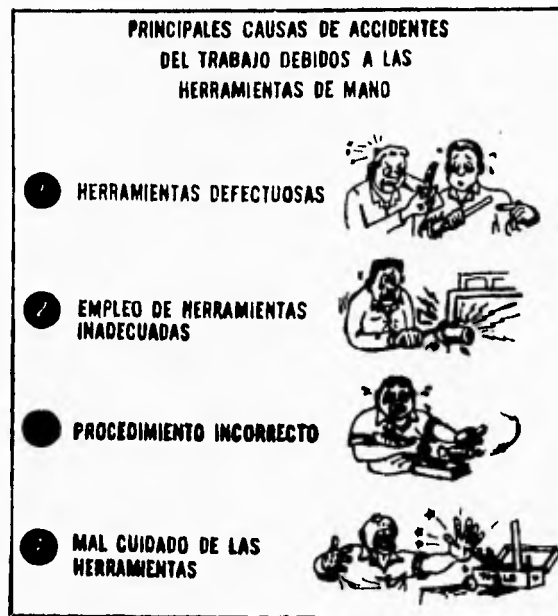 PRINCIPALES CAUSAS DE ACCIDENTES
DEL TRABAJO DEBIDOS A LAS
HERRAMIENTAS DE MANO
HERRAMIENTAS DEFECTUOSAS
EMPLEO DE HERRAMIENTAS
INADECUADAS
PROCEDIMIENTO INCORRECTO
MAL CUIDADO DE LAS
HERRAMIENTAS